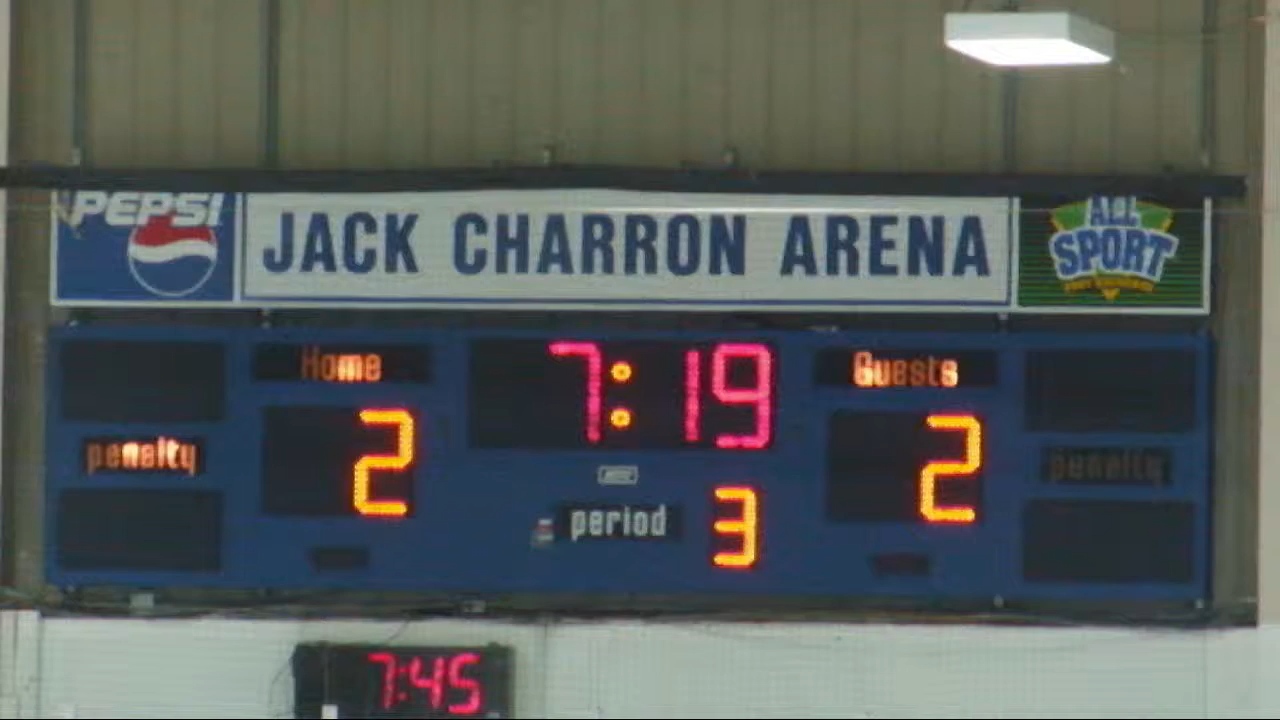 PEPSI
JACK CHARRON ARENA
ALL
SPORT
Home
7:19
Guests
penalty
2
2
penalty
period
3
7:45